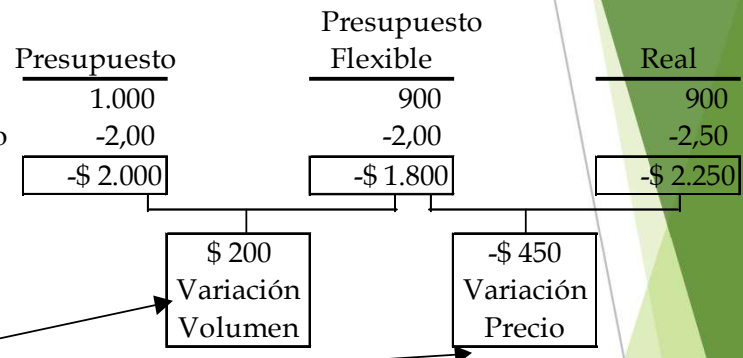 Presupuesto
Presupuesto Flexible Real
1.000 900 900
o -2,00 -2,00 -2,50
-$ 2.000 -$ 1.800 -$ 2.250
$ 200 -$ 450
Variación Variación
Volumen Precio